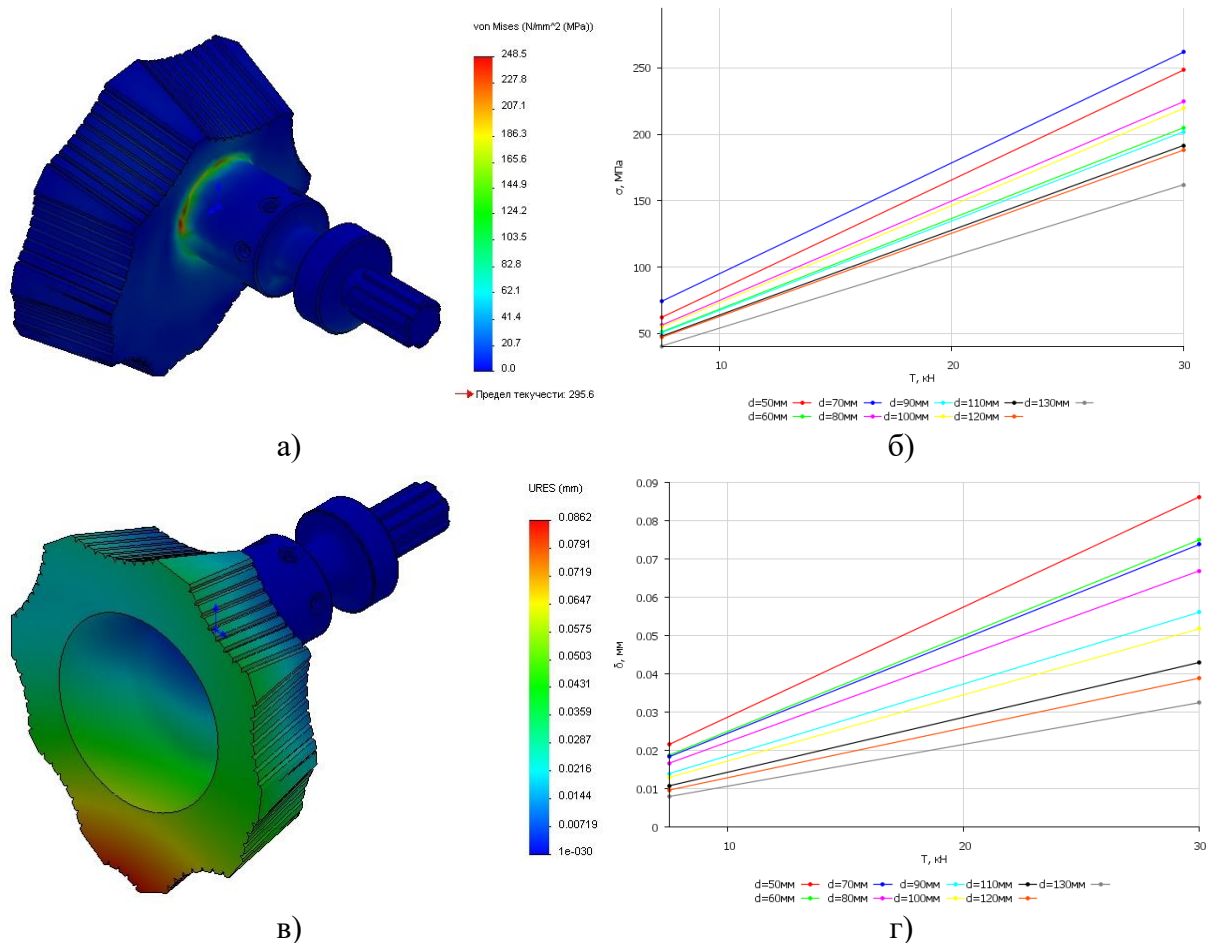 von Mises (N/mm^2 (MPa))
248.5
227.8
207.1
186.3
165.6
144.9
124.2
103.5
82.8
62.1
41.4
20.7
0.0
Предел текучести: 295.6
а)
250
200
150
100
50
σ, МПа
10
20
30
T, кН
d=50мм d=70мм d=90мм d=110мм d=130мм
d=60мм d=80мм d=100мм d=120мм
б)
URES (mm)
0.0862
0.0791
0.0719
0.0647
0.0575
0.0503
0.0431
0.0359
0.0287
0.0216
0.0144
0.00719
1e-030
в)
0.09
0.08
0.07
0.06
0.05
0.04
0.03
0.02
0.01
0
δ, мм
10
20
30
T, кН
d=50мм d=70мм d=90мм d=110мм d=130мм
d=60мм d=80мм d=100мм d=120мм
г)